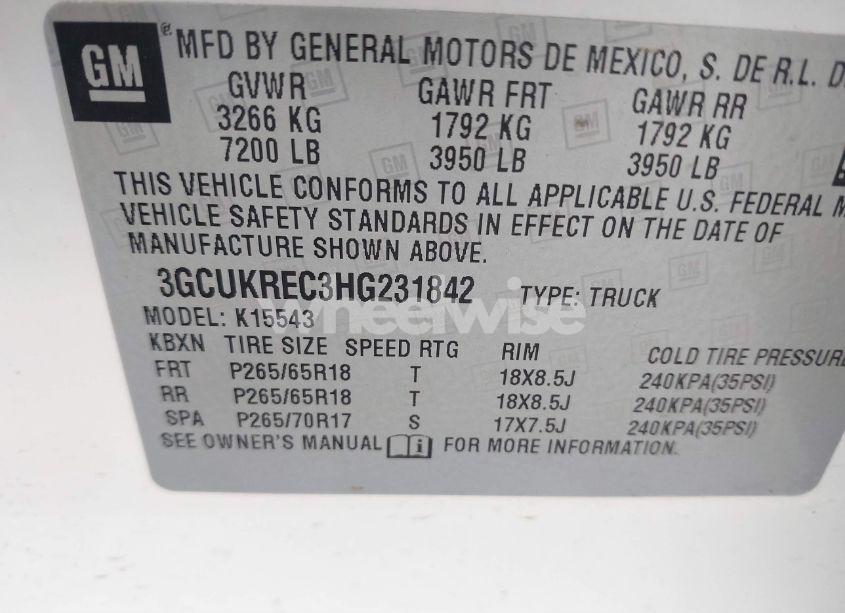 GM
® MFD BY GENERAL MOTORS DE MEXICO, S. DE R.L. D
GVWR GAWR FRT GAWR RR
3266 KG 1792 KG 1792 KG
7200 LB 3950 LB 3950 LB
THIS VEHICLE CONFORMS TO ALL APPLICABLE U.S. FEDERAL M
VEHICLE SAFETY STANDARDS IN EFFECT ON THE DATE OF
MANUFACTURE SHOWN ABOVE.
3GCUKREC3HG231842 TYPE: TRUCK
wheelwise
MODEL: K15543
KBXN TIRE SIZE SPEED RTG RIM COLD TIRE PRESSURE
FRT P265/65R18 T 18X8.5J 240KPA(35PSI)
RR P265/65R18 T 18X8.5J 240KPA(35PSI)
SPA P265/70R17 S 17X7.5J 240KPA(35PSI)
SEE OWNER'S MANUAL i FOR MORE INFORMATION.